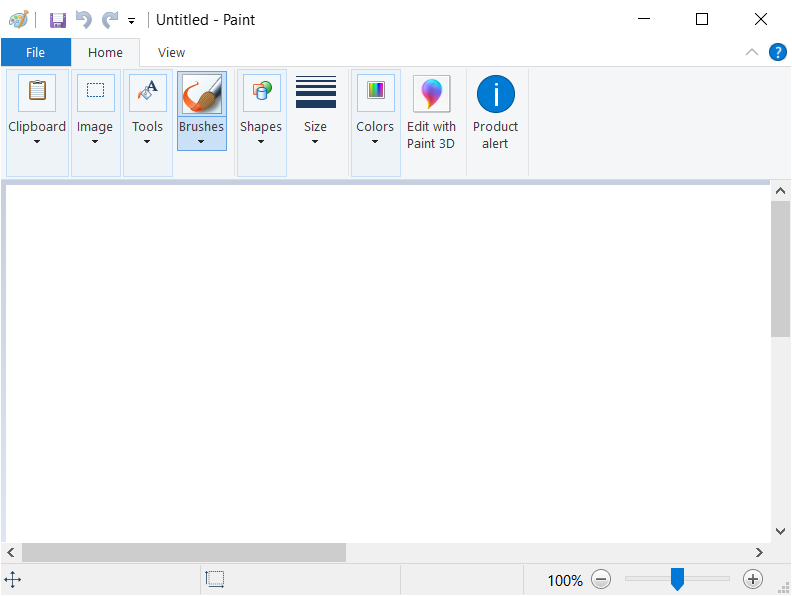 Untitled - Paint
File Home View
Clipboard Image Tools Brushes Shapes Size Colors Edit with Paint 3D Product alert
100%